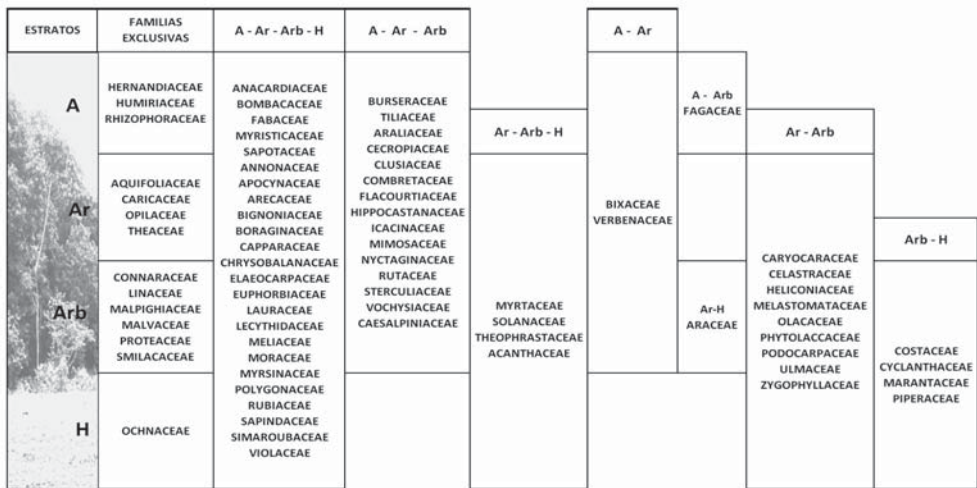 ESTRATOS
FAMILIAS
EXCLUSIVAS
A - Ar - Arb - H
A - Ar - Arb
A - Ar
A
HERNANDIACEAE
HUMIRIACEAE
RHIZOPHORACEAE
Ar
AQUIFOLIACEAE
CARICACEAE
OPILACEAE
THEACEAE
Arb
CONNARACEAE
LINACEAE
MALPIGHIACEAE
MALVACEAE
PROTEACEAE
SMILACACEAE
H
OCHNACEAE
ANACARDIACEAE
BOMBACACEAE
FABACEAE
MYRISTICACEAE
SAPOTACEAE
ANNONACEAE
APOCYNACEAE
ARECACEAE
BIGNONIACEAE
BORAGINACEAE
CAPPARACEAE
CHRYSOBALANACEAE
ELAEOCARPACEAE
EUPHORBIACEAE
LAURACEAE
LECYTHIDACEAE
MELIACEAE
MORACEAE
MYRSINACEAE
POLYGONACEAE
RUBIACEAE
SAPINDACEAE
SIMAROUBACEAE
VIOLACEAE
BURSERACEAE
TILIACEAE
ARALIACEAE
CECROPIACEAE
CLUSIACEAE
COMBRETACEAE
FLACOURTIACEAE
HIPPOCASTANACEAE
ICACINACEAE
MIMOSACEAE
NYCTAGINACEAE
RUTACEAE
STERCULIACEAE
VOCHYSIACEAE
CAESALPINIACEAE
Ar - Arb - H
MYRTACEAE
SOLANACEAE
THEOPHRASTACEAE
ACANTHACEAE
BIXACEAE
VERBENACEAE
A - Arb
FAGACEAE
Ar-H
ARACEAE
Ar - Arb
CARYOCARACEAE
CELASTRACEAE
HELICONIACEAE
MELASTOMATACEAE
OLACACEAE
PHYTOLACCACEAE
PODOCARPACEAE
ULMACEAE
ZYGOPHYLLACEAE
Arb - H
COSTACEAE
CYCLANTHACEAE
MARANTACEAE
PIPERACEAE